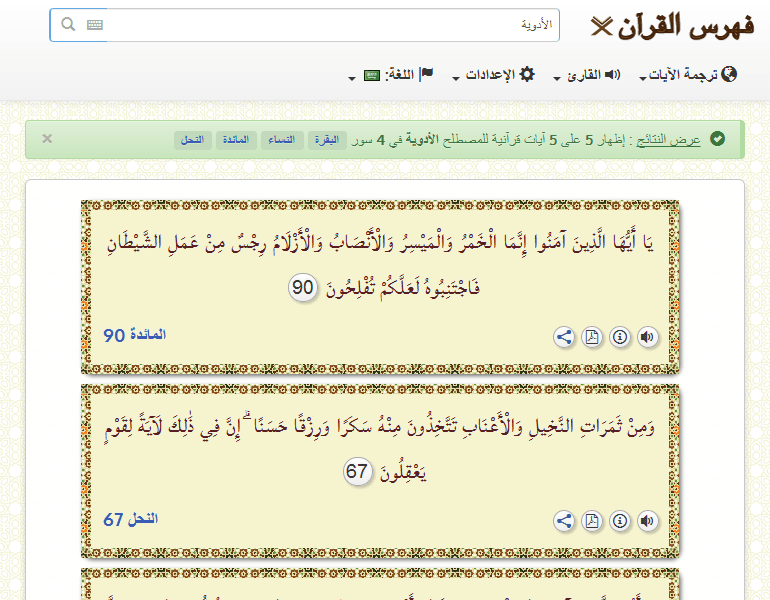 فهرس القرآن
الأدوية
ترجمة الآيات
القارئ
الإعدادات
اللغة:
عرض النتائج : إظهار 5 على 5 آيات قرآنية للمصطلح الأدوية في 4 سور البقرة النساء المائدة النحل
يَا أَيُّهَا الَّذِينَ آمَنُوا إِنَّمَا الْخَمْرُ وَالْمَيْسِرُ وَالْأَنْصَابُ وَالْأَزْلَامُ رِجْسٌ مِنْ عَمَلِ الشَّيْطَانِ
فَاجْتَنِبُوهُ لَعَلَّكُمْ تُفْلِحُونَ 90
المائدة 90
وَمِنْ ثَمَرَاتِ النَّخِيلِ وَالْأَعْنَابِ تَتَّخِذُونَ مِنْهُ سَكَرًا وَرِزْقًا حَسَنًا ۗ إِنَّ فِي ذَٰلِكَ لَآيَةً لِقَوْمٍ
يَعْقِلُونَ 67
النحل 67